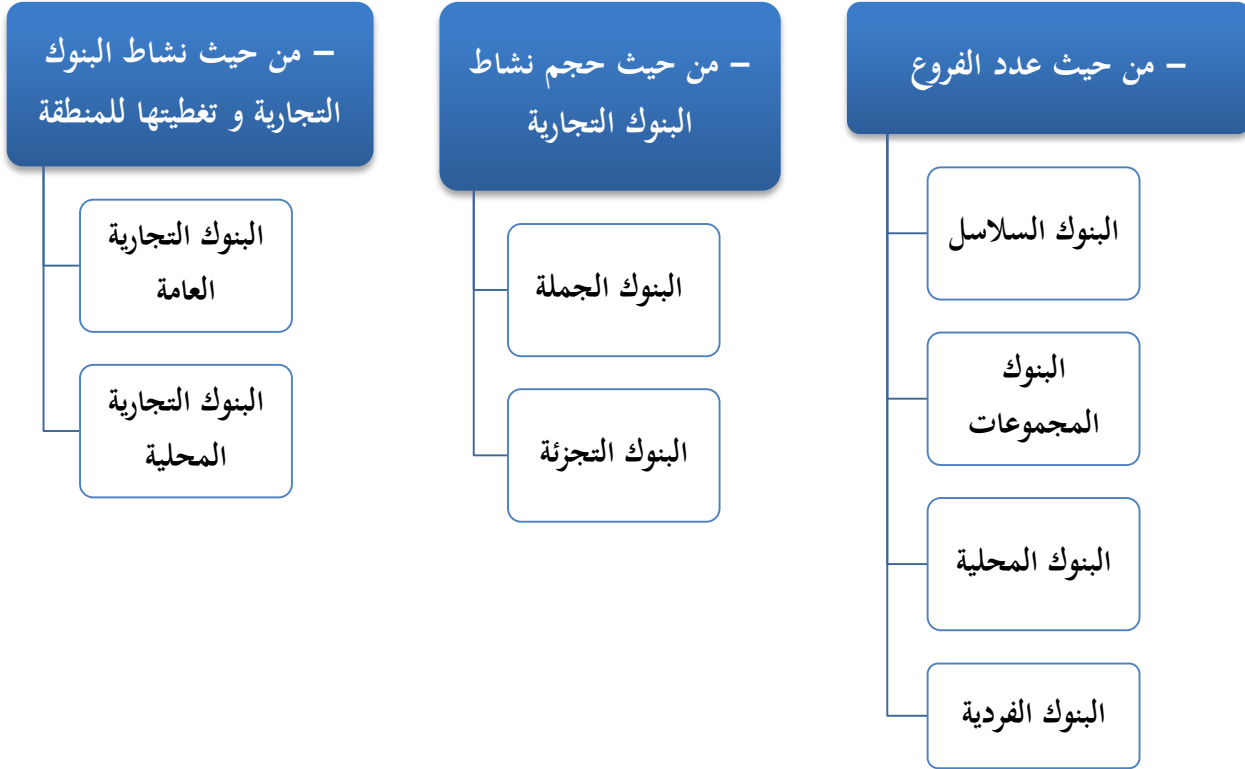 – من حيث عدد الفروع
البنوك السلاسل
البنوك
المجموعات
البنوك المحلية
البنوك الفردية
– من حيث حجم نشاط
البنوك التجارية
البنوك الجملة
البنوك التجزئة
– من حيث نشاط البنوك
التجارية و تغطيتها للمنطقة
البنوك التجارية
العامة
البنوك التجارية
المحلية